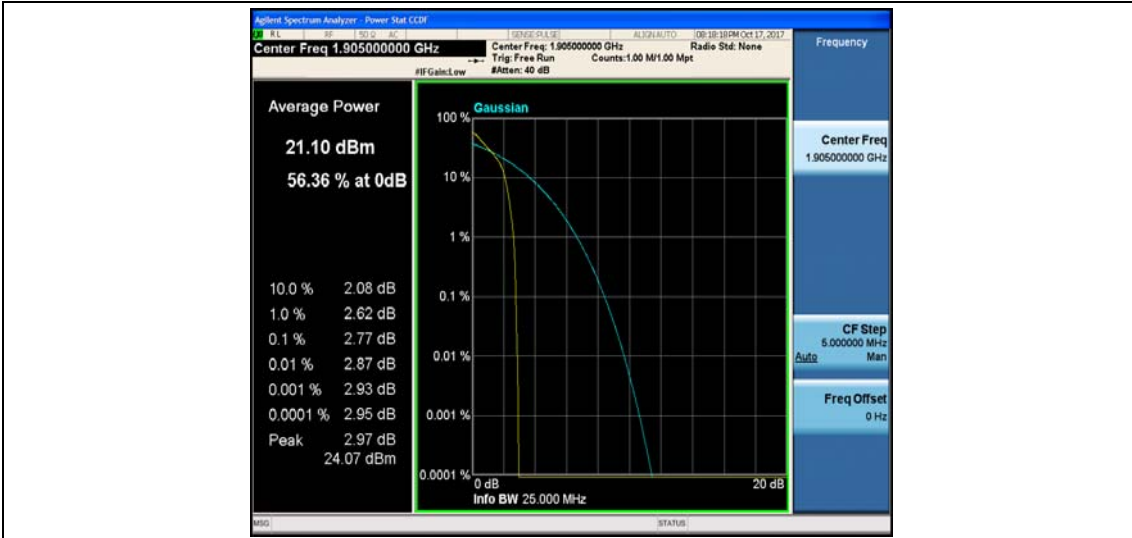 Agilent Spectrum Analyzer - Power Stat CCDF
RL RF 50 Ω AC SENSE:PULSE ALIGNAUTO 08:18:18PM Oct 17, 2017
Center Freq 1.905000000 GHz
Center Freq: 1.905000000 GHz Radio Std: None
Trig: Free Run Counts:1.00 M/1.00 Mpt
#IFGain:Low #Atten: 40 dB
Frequency
Average Power
21.10 dBm
56.36 % at 0dB
10.0 % 2.08 dB
1.0 % 2.62 dB
0.1 % 2.77 dB
0.01 % 2.87 dB
0.001 % 2.93 dB
0.0001 % 2.95 dB
Peak 2.97 dB
24.07 dBm
Gaussian
100 %
10 %
1 %
0.1 %
0.01 %
0.001 %
0.0001 %
0 dB 20 dB
Info BW 25.000 MHz
Center Freq
1.905000000 GHz
CF Step
5.000000 MHz
Auto Man
Freq Offset
0 Hz
MSG STATUS